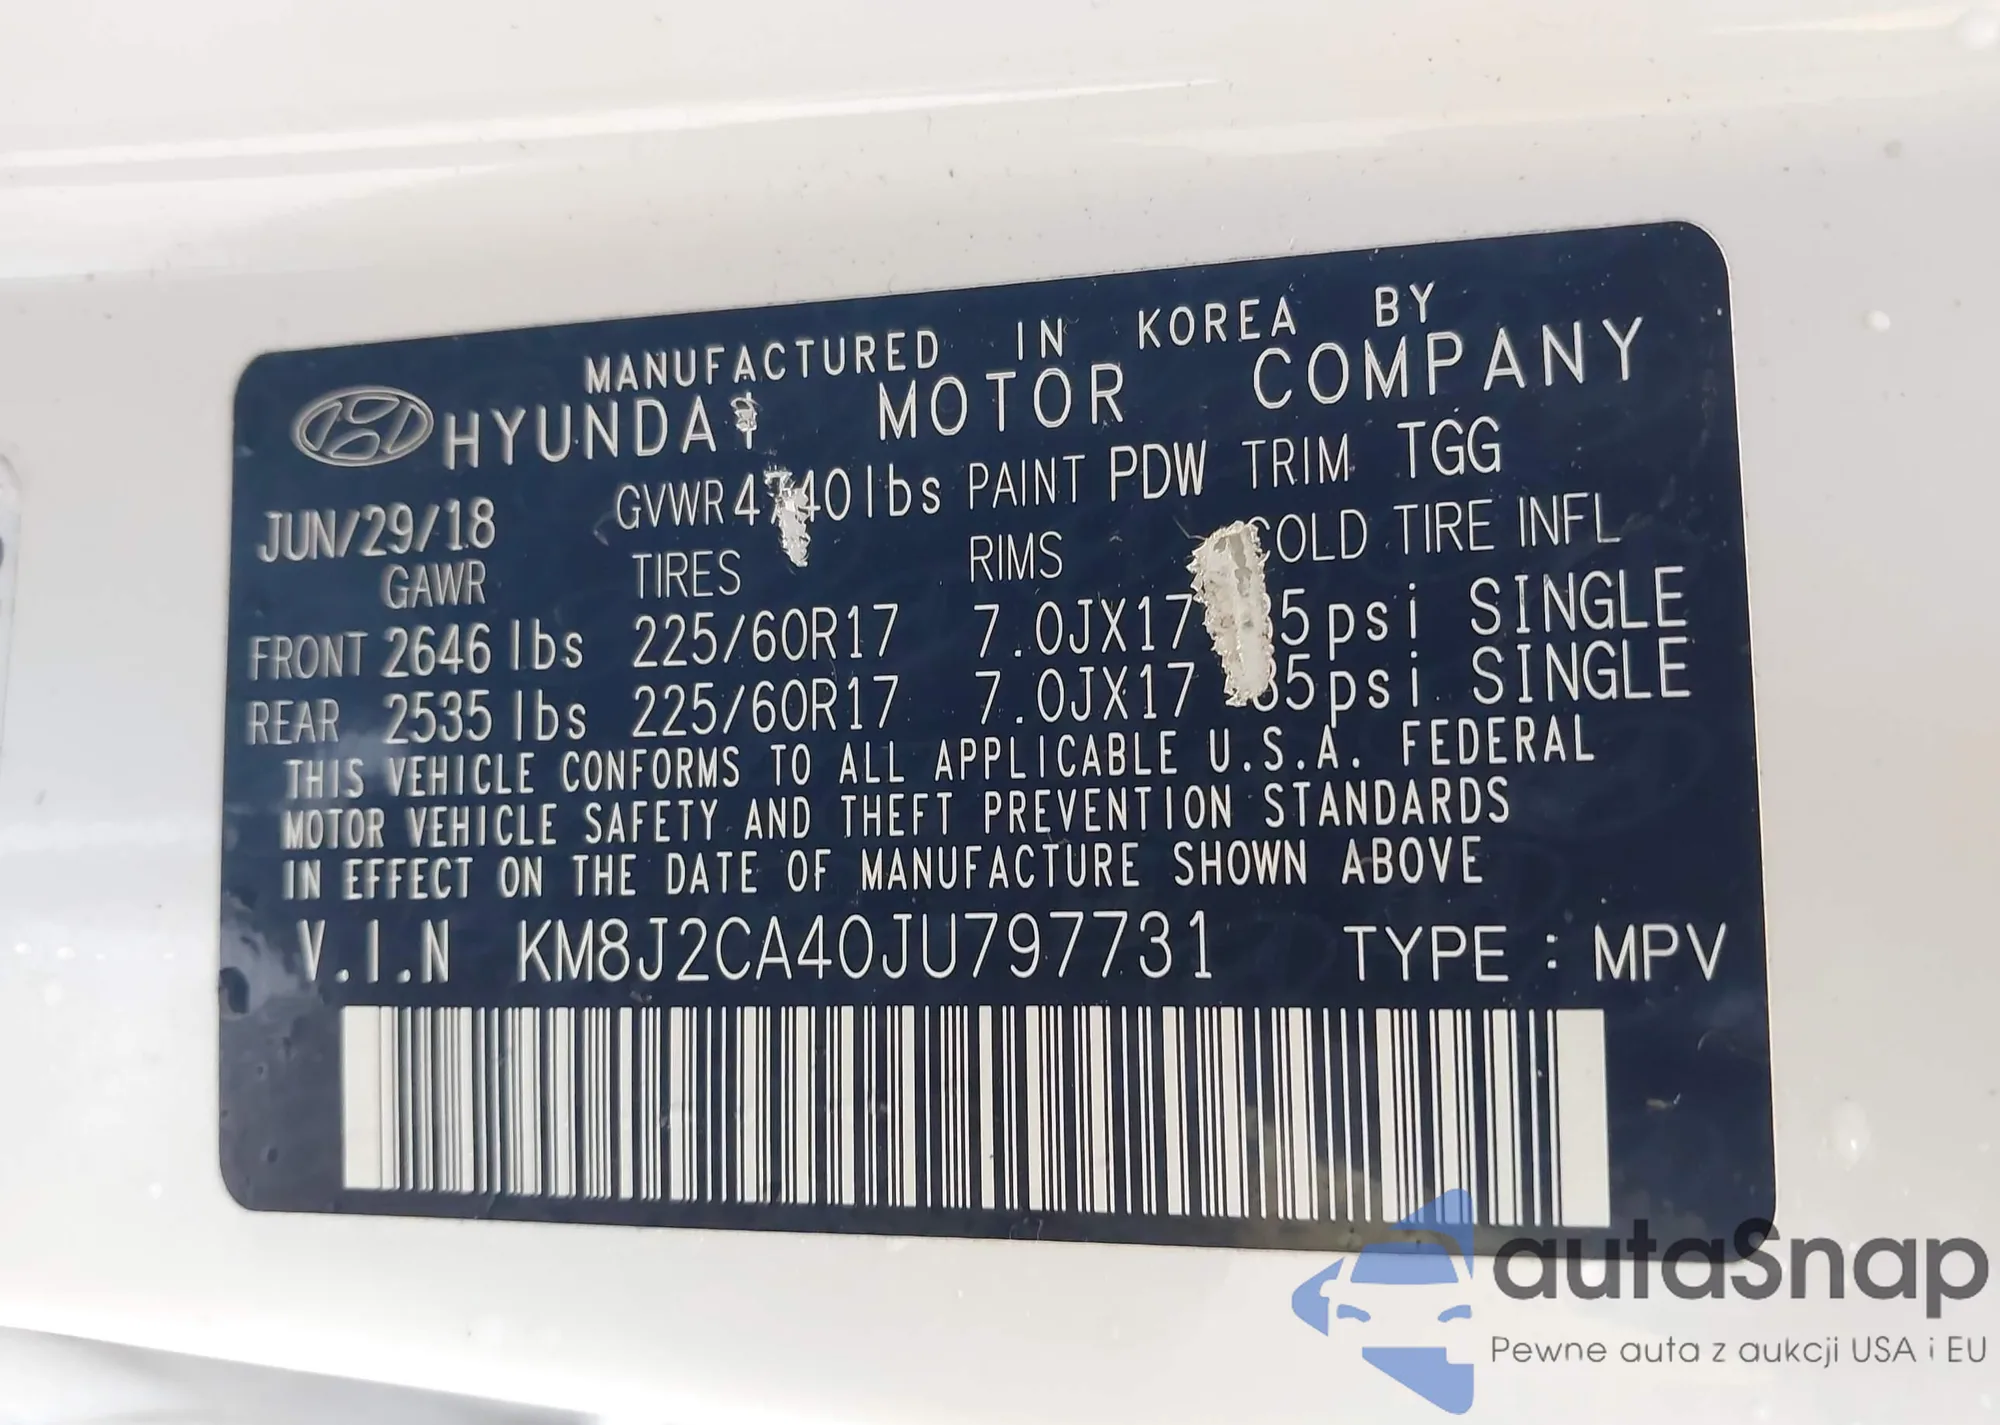 MANUFACTURED IN KOREA BY
HYUNDAI MOTOR COMPANY
JUN/29/18 GVWR 4740lbs PAINT PDW TRIM TGG
GAWR TIRES RIMS COLD TIRE INFL
FRONT 2646 lbs 225/60R17 7.0JX17 35psi SINGLE
REAR 2535 lbs 225/60R17 7.0JX17 35psi SINGLE
THIS VEHICLE CONFORMS TO ALL APPLICABLE U.S.A. FEDERAL
MOTOR VEHICLE SAFETY AND THEFT PREVENTION STANDARDS
IN EFFECT ON THE DATE OF MANUFACTURE SHOWN ABOVE
V.I.N KM8J2CA40JU797731 TYPE : MPV
autaSnap
Pewne auta z aukcji USA i EU